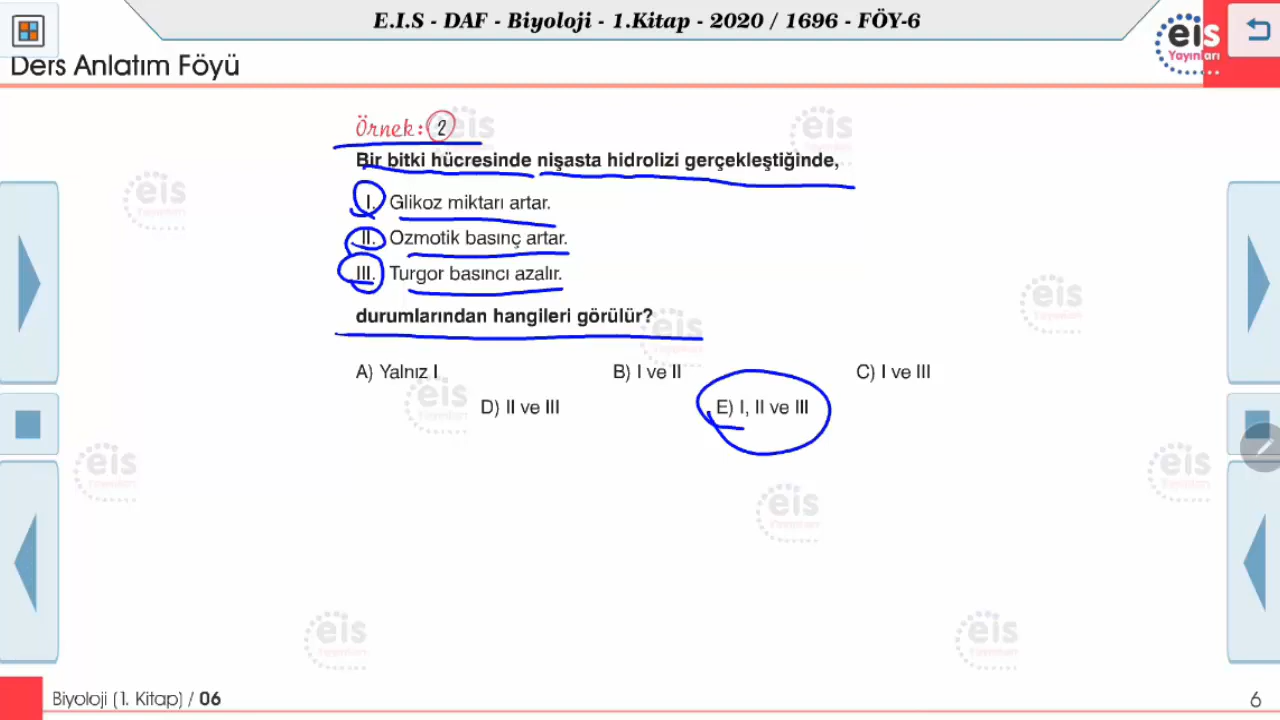 E.I.S - DAF - Biyoloji - 1.Kitap - 2020 / 1696 - FÖY-6
eis
Yayınları
Ders Anlatım Föyü
Örnek: 2
Bir bitki hücresinde nişasta hidrolizi gerçekleştiğinde,
I. Glikoz miktarı artar.
II. Ozmotik basınç artar.
III. Turgor basıncı azalır.
durumlarından hangileri görülür?
A) Yalnız I B) I ve II C) I ve III
D) II ve III E) I, II ve III
Biyoloji (1. Kitap) / 06
6